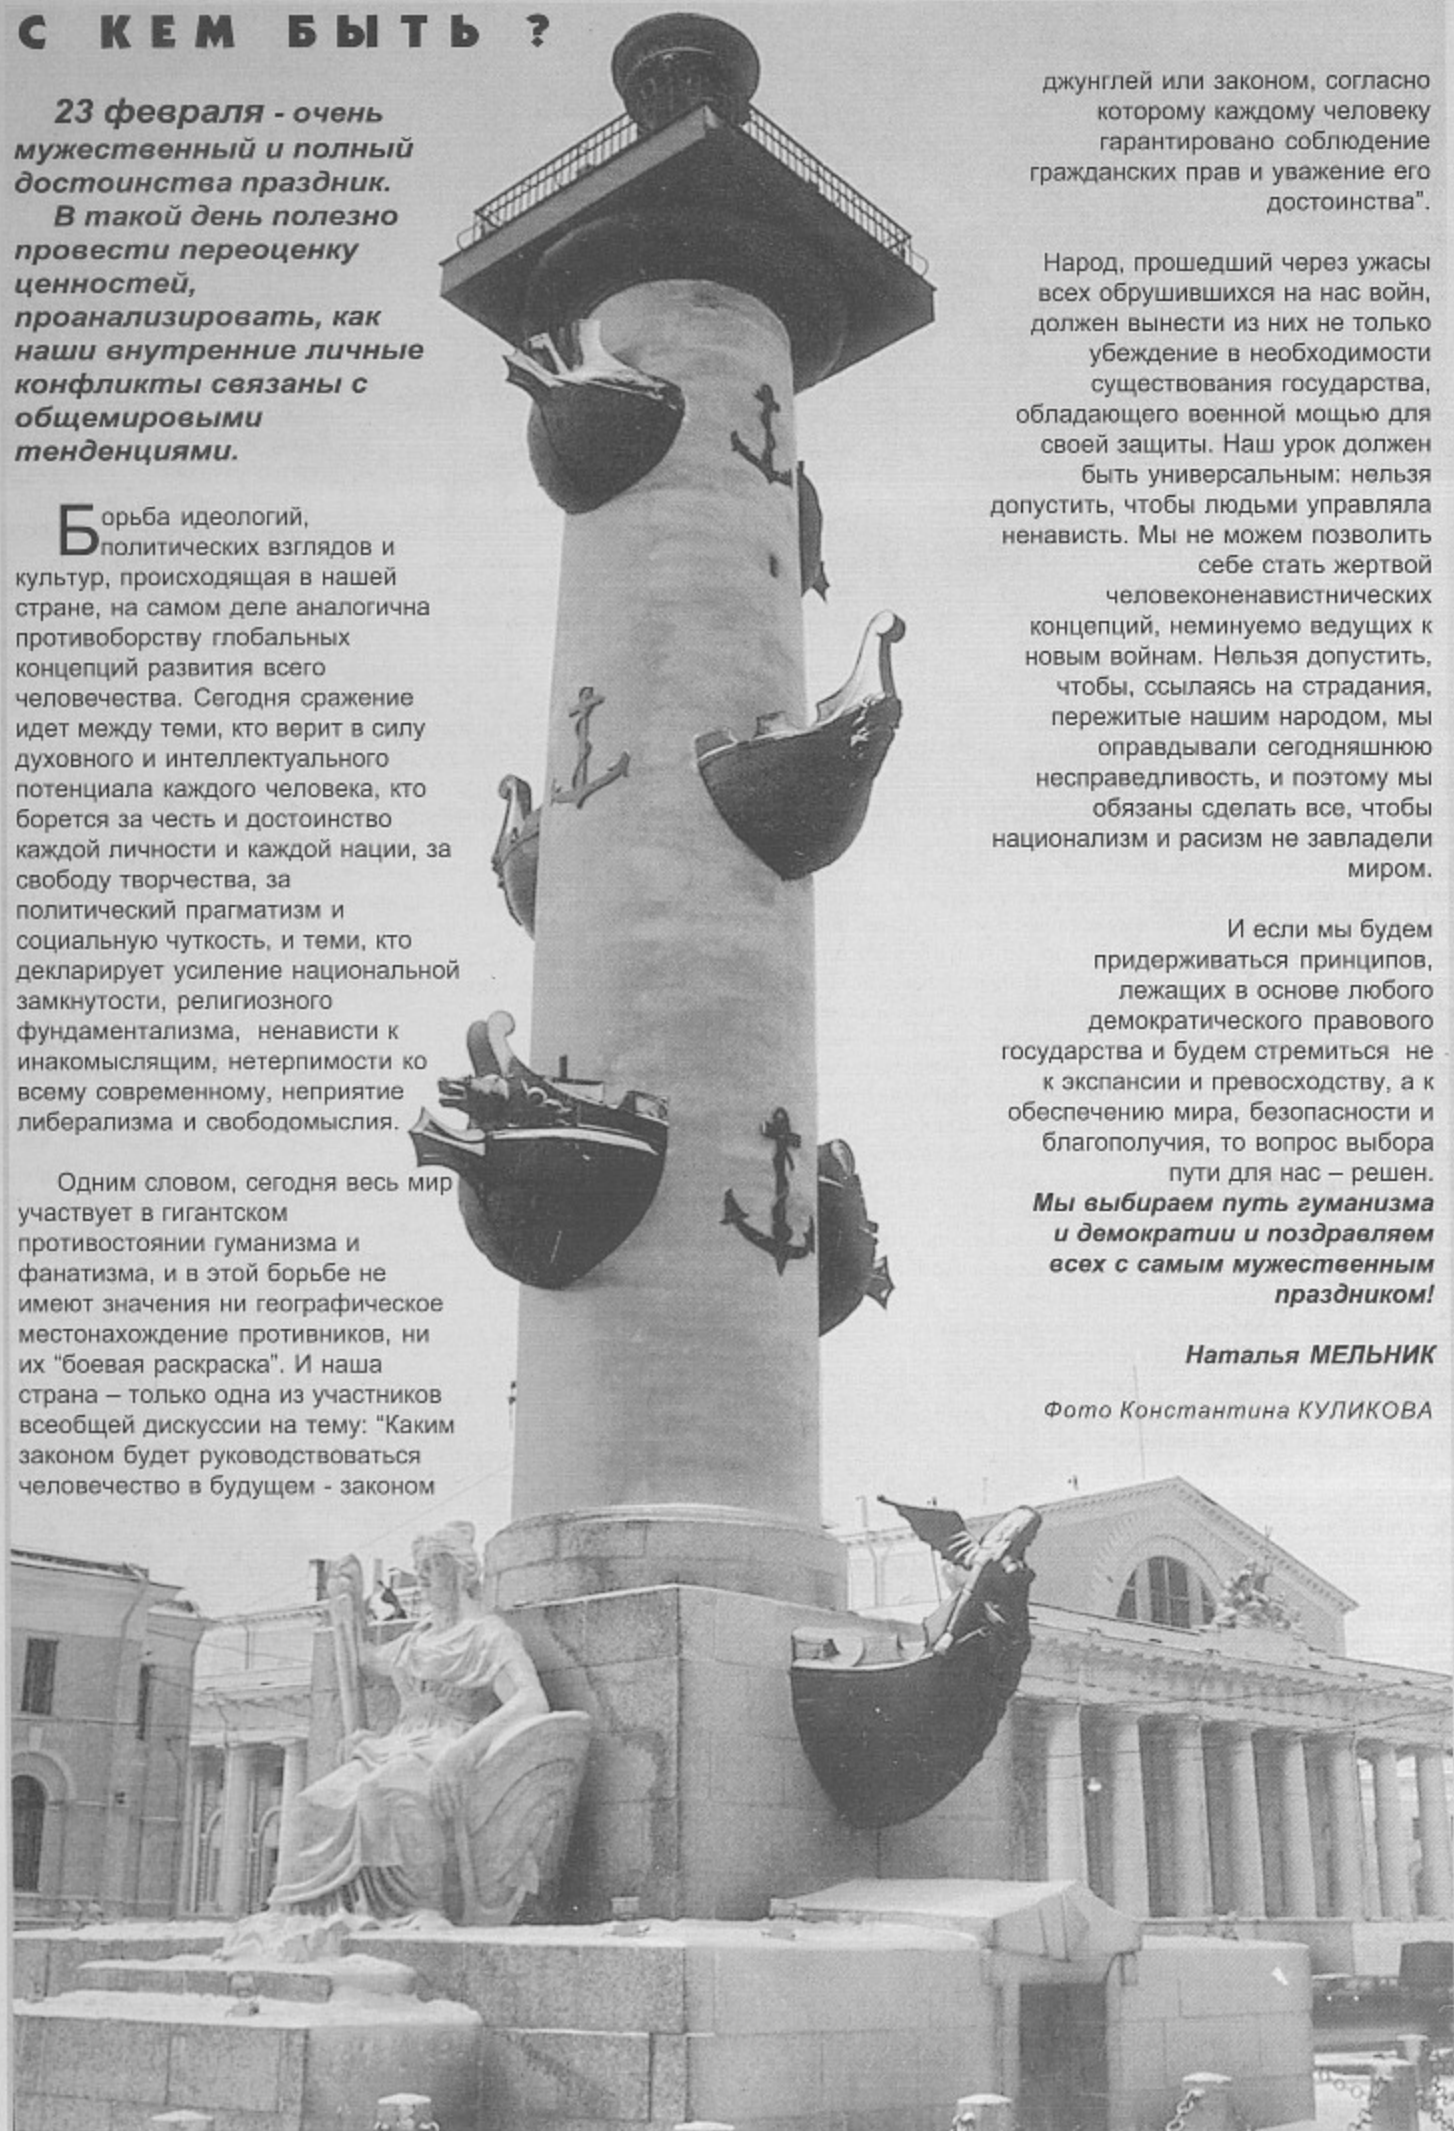 С КЕМ БЫТЬ ?
23 февраля - очень
мужественный и полный
достоинства праздник.
В такой день полезно
провести переоценку
ценностей,
проанализировать, как
наши внутренние личные
конфликты связаны с
общемировыми
тенденциями.
Борьба идеологий,
политических взглядов и
культур, происходящая в нашей
стране, на самом деле аналогична
противоборству глобальных
концепций развития всего
человечества. Сегодня сражение
идет между теми, кто верит в силу
духовного и интеллектуального
потенциала каждого человека, кто
борется за честь и достоинство
каждой личности и каждой нации, за
свободу творчества, за
политический прагматизм и
социальную чуткость, и теми, кто
декларирует усиление национальной
замкнутости, религиозного
фундаментализма, ненависти к
инакомыслящим, нетерпимости ко
всему современному, неприятие
либерализма и свободомыслия.
Одним словом, сегодня весь мир
участвует в гигантском
противостоянии гуманизма и
фанатизма, и в этой борьбе не
имеют значения ни географическое
местонахождение противников, ни
их "боевая раскраска". И наша
страна – только одна из участников
всеобщей дискуссии на тему: "Каким
законом будет руководствоваться
человечество в будущем - законом
джунглей или законом, согласно
которому каждому человеку
гарантировано соблюдение
гражданских прав и уважение его
достоинства".
Народ, прошедший через ужасы
всех обрушившихся на нас войн,
должен вынести из них не только
убеждение в необходимости
существования государства,
обладающего военной мощью для
своей защиты. Наш урок должен
быть универсальным: нельзя
допустить, чтобы людьми управляла
ненависть. Мы не можем позволить
себе стать жертвой
человеконенавистнических
концепций, неминуемо ведущих к
новым войнам. Нельзя допустить,
чтобы, ссылаясь на страдания,
пережитые нашим народом, мы
оправдывали сегодняшнюю
несправедливость, и поэтому мы
обязаны сделать все, чтобы
национализм и расизм не завладели
миром.
И если мы будем
придерживаться принципов,
лежащих в основе любого
демократического правового
государства и будем стремиться не
к экспансии и превосходству, а к
обеспечению мира, безопасности и
благополучия, то вопрос выбора
пути для нас – решен.
Мы выбираем путь гуманизма
и демократии и поздравляем
всех с самым мужественным
праздником!
Наталья МЕЛЬНИК
Фото Константина КУЛИКОВА